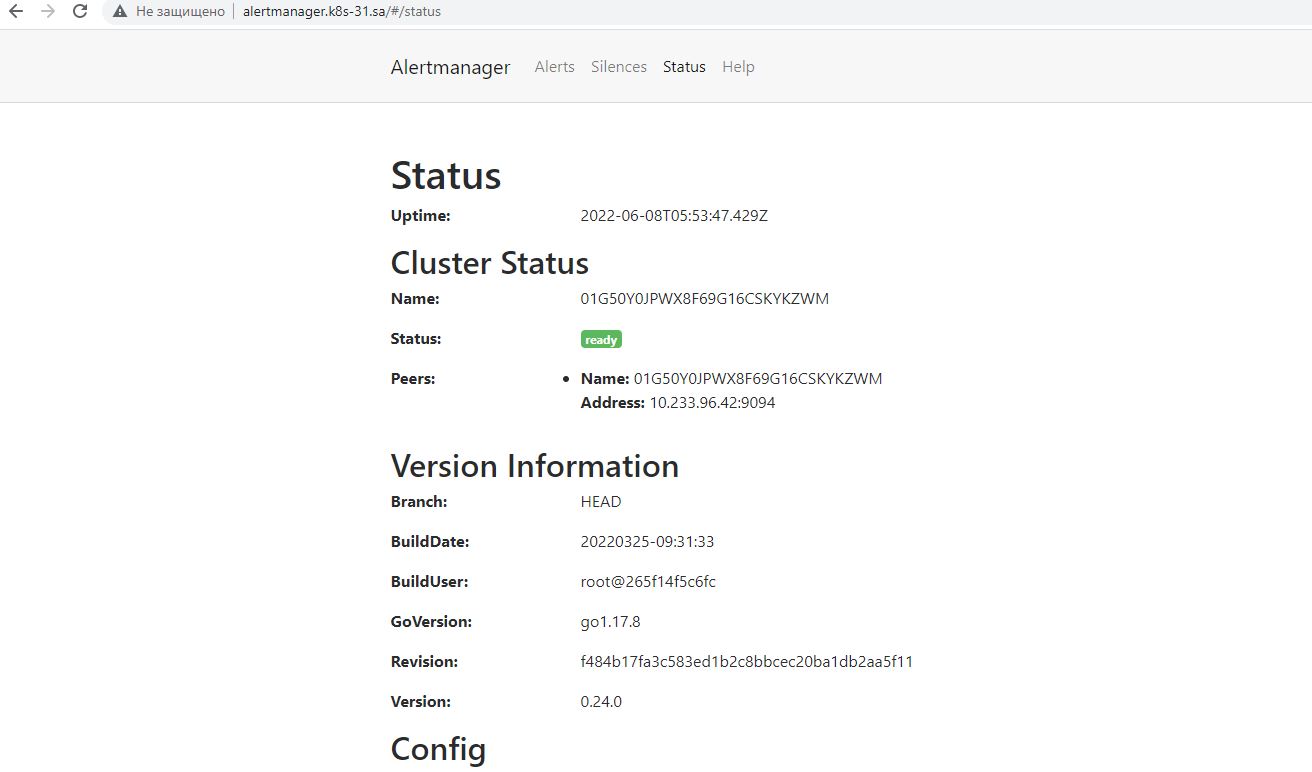 Не защищено alertmanager.k8s-31.sa/#/status
Alertmanager Alerts Silences Status Help
Status
Uptime: 2022-06-08T05:53:47.429Z
Cluster Status
Name: 01G50Y0JPWX8F69G16CSKYKZWM
Status: ready
Peers: • Name: 01G50Y0JPWX8F69G16CSKYKZWM
Address: 10.233.96.42:9094
Version Information
Branch: HEAD
BuildDate: 20220325-09:31:33
BuildUser: root@265f14f5c6fc
GoVersion: go1.17.8
Revision: f484b17fa3c583ed1b2c8bbcec20ba1db2aa5f11
Version: 0.24.0
Config